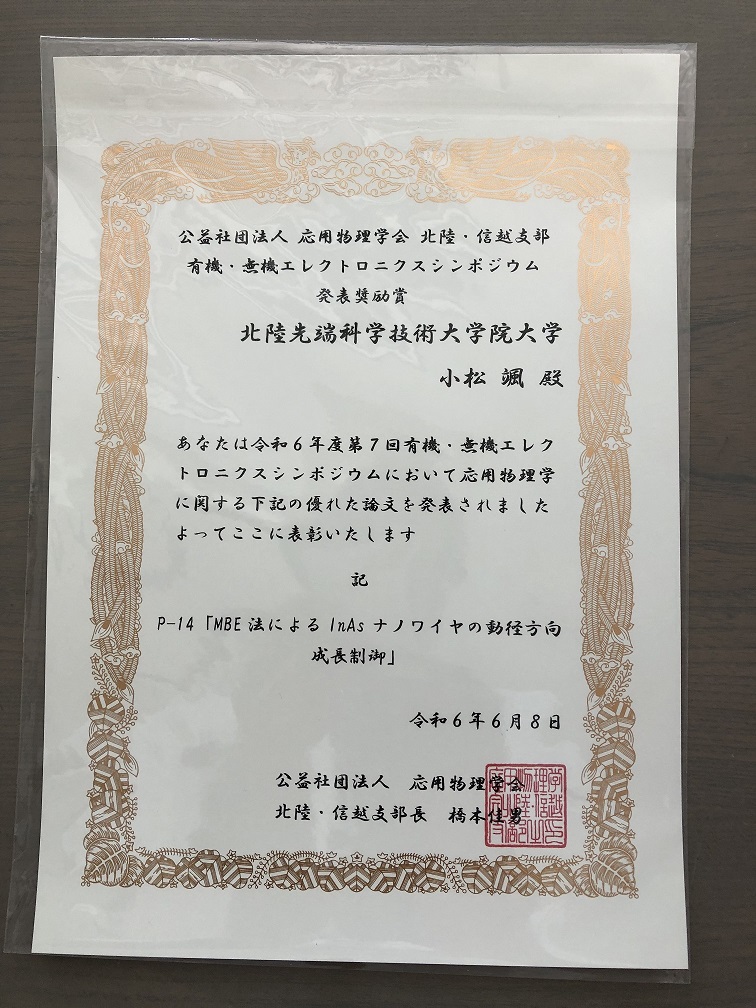 公益社団法人 応用物理学会 北陸・信越支部
有機・無機エレクトロニクスシンポジウム
発表奨励賞
北陸先端科学技術大学院大学
小松 颯 殿
あなたは令和6年度第7回有機・無機エレク
トロニクスシンポジウムにおいて応用物理学
に関する下記の優れた論文を発表されました
よってここに表彰いたします
記
P-14「MBE法によるInAsナノワイヤの動径方向
成長制御」
令和6年6月8日
公益社団法人 応用物理学会
北陸・信越支部長 橋本佳男